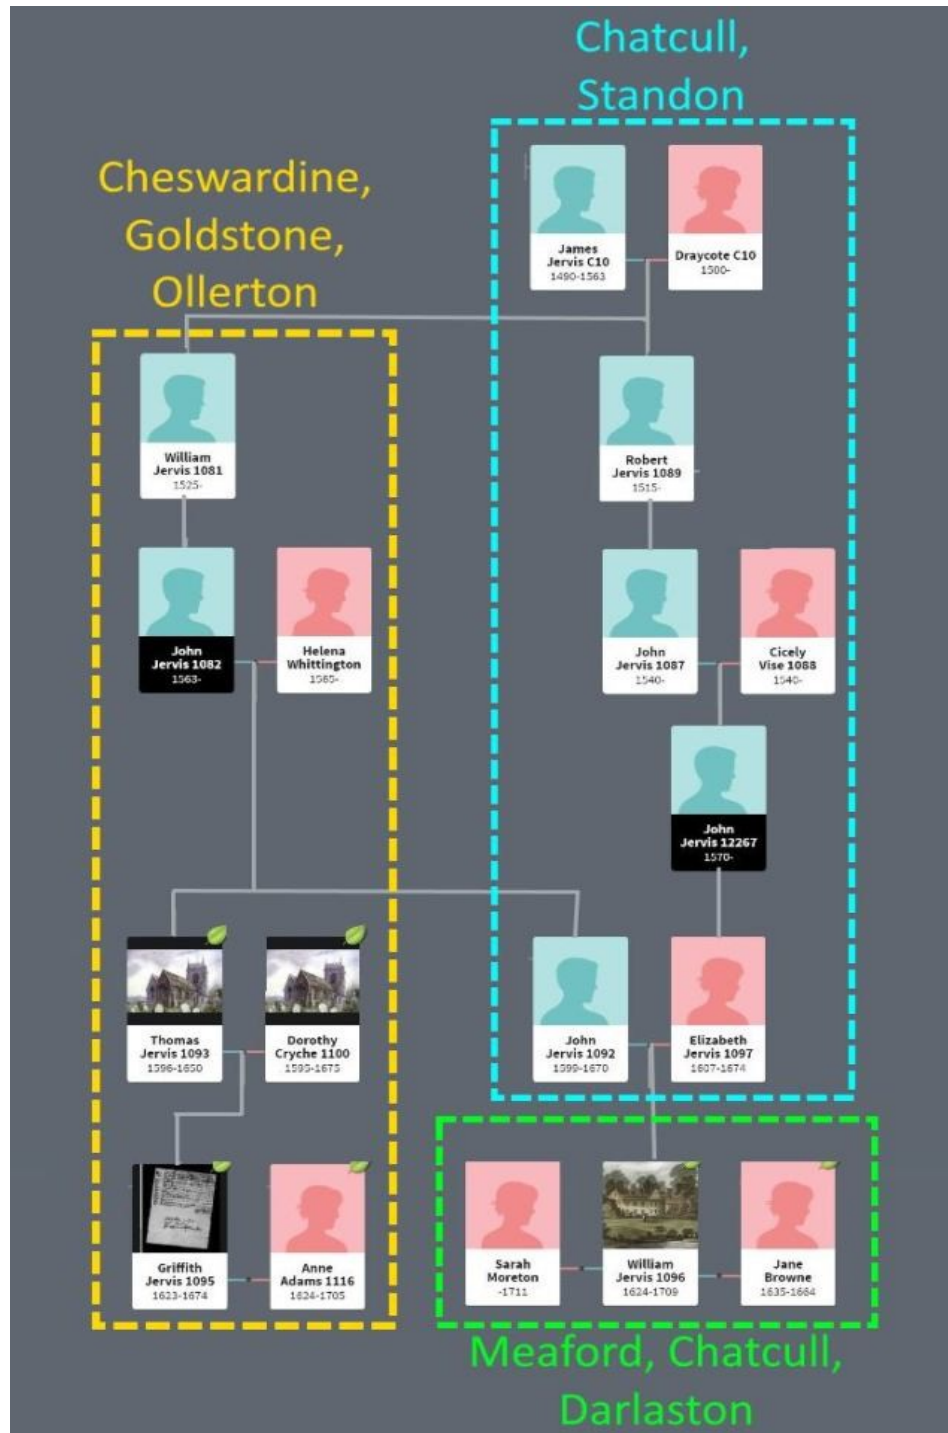 Chatcull,
Standon
Cheswardine,
Goldstone,
Ollerton
James
Jervis C10
1490-1563
Draycote C10
1500-
William
Jervis 1081
1525-
Robert
Jervis 1089
1515-
John
Jervis 1082
1563-
Helena
Whittington
1565-
John
Jervis 1087
1540-
Cicely
Vise 1088
1540-
John
Jervis 12267
1570-
Thomas
Jervis 1093
1596-1650
Dorothy
Cryche 1100
1595-1675
John
Jervis 1092
1599-1670
Elizabeth
Jervis 1097
1607-1674
Griffith
Jervis 1095
1623-1674
Anne
Adams 1116
1624-1705
Sarah
Moreton
-1711
William
Jervis 1096
1624-1709
Jane
Browne
1635-1664
Meaford, Chatcull,
Darlaston